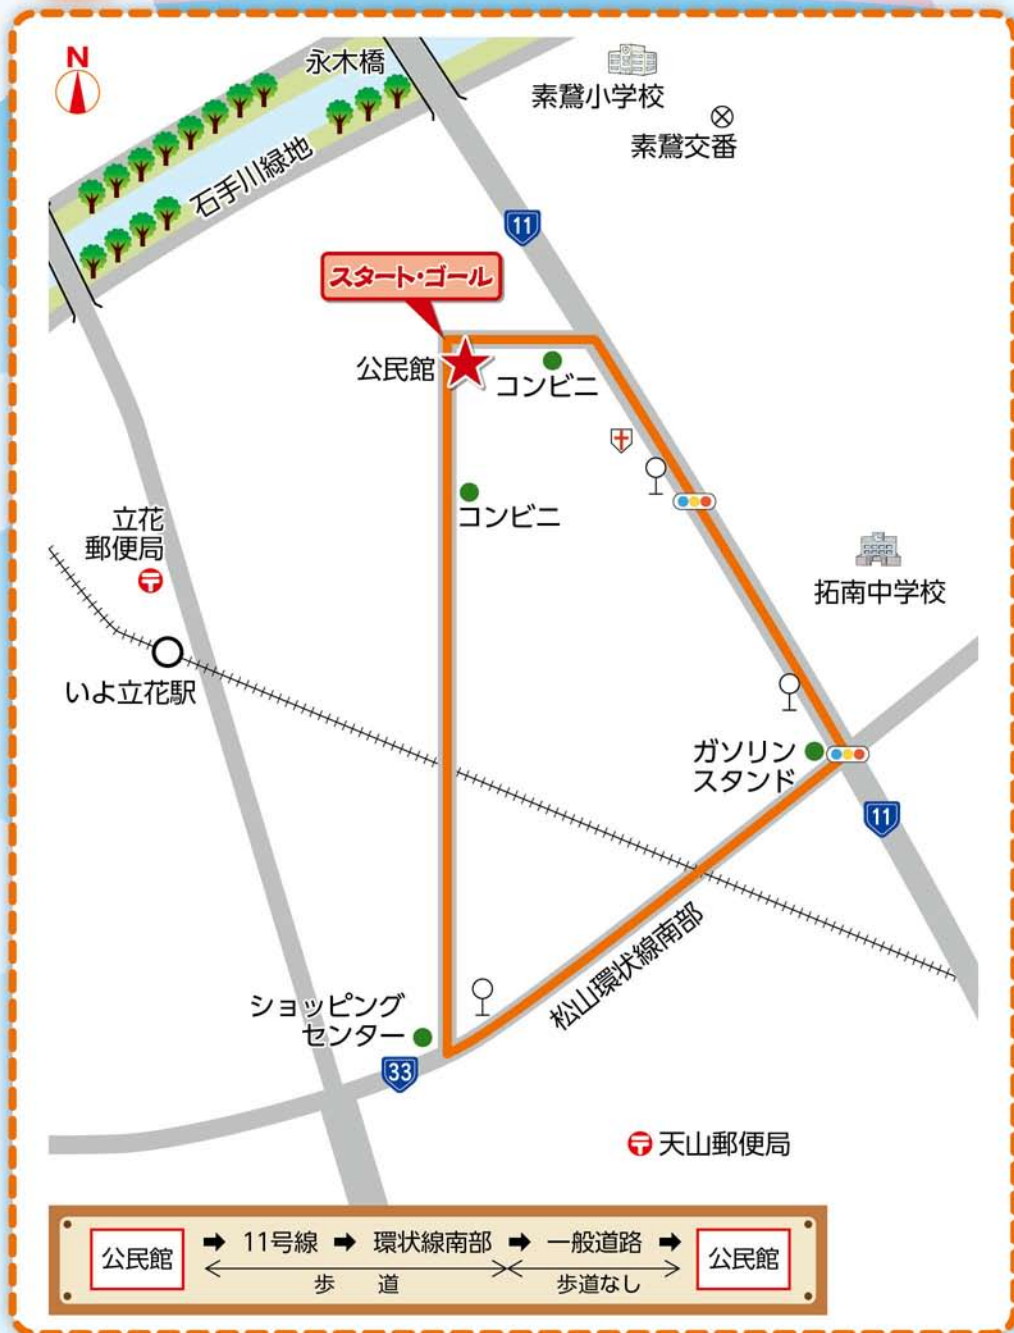 N
永木橋
素鵞小学校
素鵞交番
石手川緑地
11
スタート・ゴール
公民館
コンビニ
コンビニ
立花
郵便局
拓南中学校
いよ立花駅
ガソリン
スタンド
11
松山環状線南部
ショッピング
センター
33
天山郵便局
公民館 ➡ 11号線 ➡ 環状線南部 ➡ 一般道路 ➡ 公民館
歩 道 歩道なし